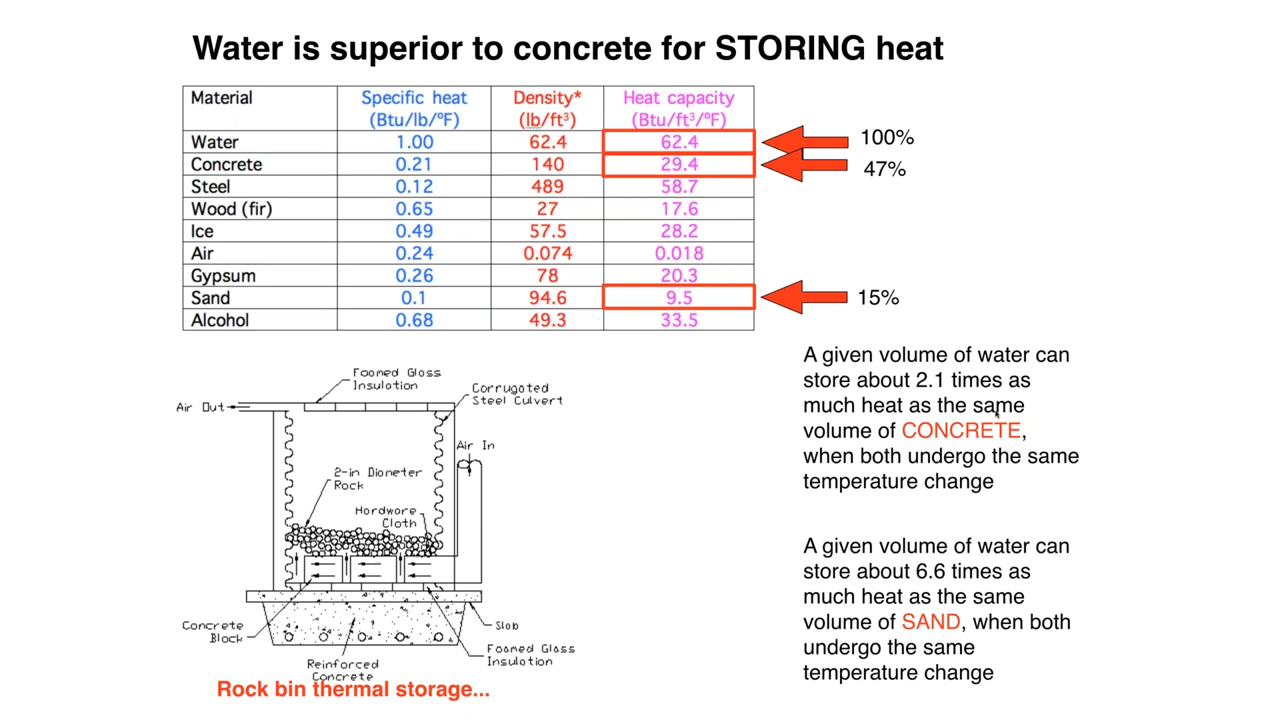 Water is superior to concrete for STORING heat
Material Specific heat Density* Heat capacity
(Btu/lb/ºF) (lb/ft³) (Btu/ft³/ºF)
Water 1.00 62.4 62.4 100%
Concrete 0.21 140 29.4 47%
Steel 0.12 489 58.7
Wood (fir) 0.65 27 17.6
Ice 0.49 57.5 28.2
Air 0.24 0.074 0.018
Gypsum 0.26 78 20.3
Sand 0.1 94.6 9.5 15%
Alcohol 0.68 49.3 33.5
Foamed Glass
Insulation
Corrugated
Steel Culvert
Air Out
Air In
2-in Diameter
Rock
Hardware
Cloth
Concrete
Block
Slab
Foamed Glass
Insulation
Reinforced
Concrete
Rock bin thermal storage...
A given volume of water can
store about 2.1 times as
much heat as the same
volume of CONCRETE,
when both undergo the same
temperature change
A given volume of water can
store about 6.6 times as
much heat as the same
volume of SAND, when both
undergo the same
temperature change